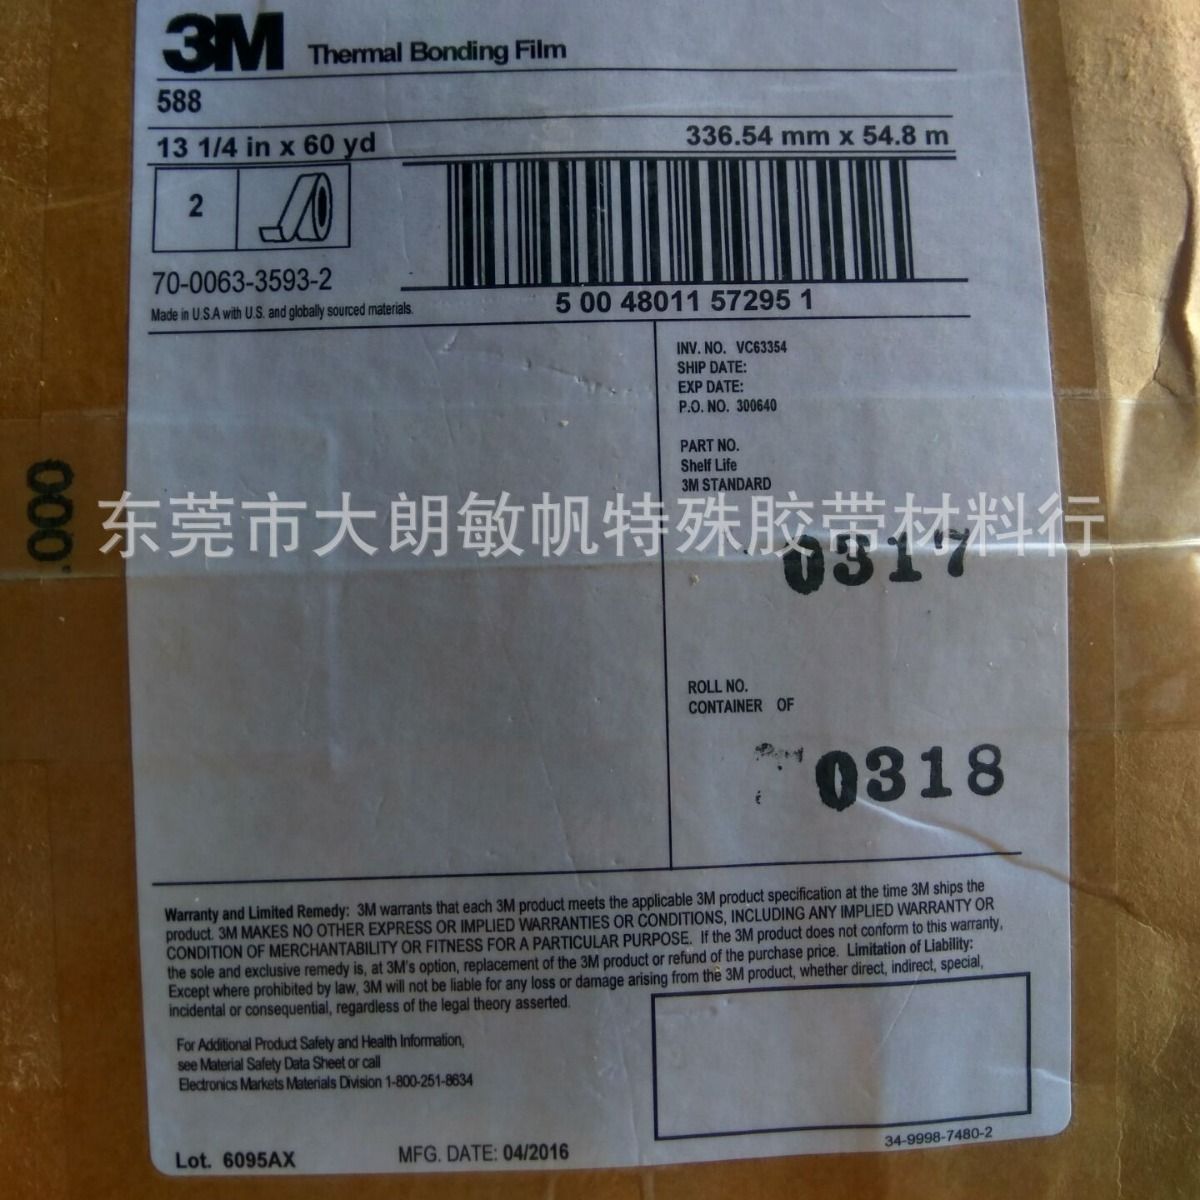 3M Thermal Bonding Film
588
13 1/4 in x 60 yd 336.54 mm x 54.8 m
2
70-0063-3593-2
5 00 48011 57295 1
Made in U.S.A with U.S. and globally sourced materials.
INV. NO. VC63354
SHIP DATE:
EXP DATE:
P.O. NO. 300640
PART NO.
Shelf Life
3M STANDARD
.000
东莞市大朗敏帆特殊胶带材料行
0317
ROLL NO.
CONTAINER OF
0318
Warranty and Limited Remedy: 3M warrants that each 3M product meets the applicable 3M product specification at the time 3M ships the
product. 3M MAKES NO OTHER EXPRESS OR IMPLIED WARRANTIES OR CONDITIONS, INCLUDING ANY IMPLIED WARRANTY OR
CONDITION OF MERCHANTABILITY OR FITNESS FOR A PARTICULAR PURPOSE. If the 3M product does not conform to this warranty,
the sole and exclusive remedy is, at 3M's option, replacement of the 3M product or refund of the purchase price. Limitation of Liability:
Except where prohibited by law, 3M will not be liable for any loss or damage arising from the 3M product, whether direct, indirect, special,
incidental or consequential, regardless of the legal theory asserted.
For Additional Product Safety and Health Information,
see Material Safety Data Sheet or call
Electronics Markets Materials Division 1-800-251-8634
34-9998-7480-2
Lot. 6095AX MFG. DATE: 04/2016